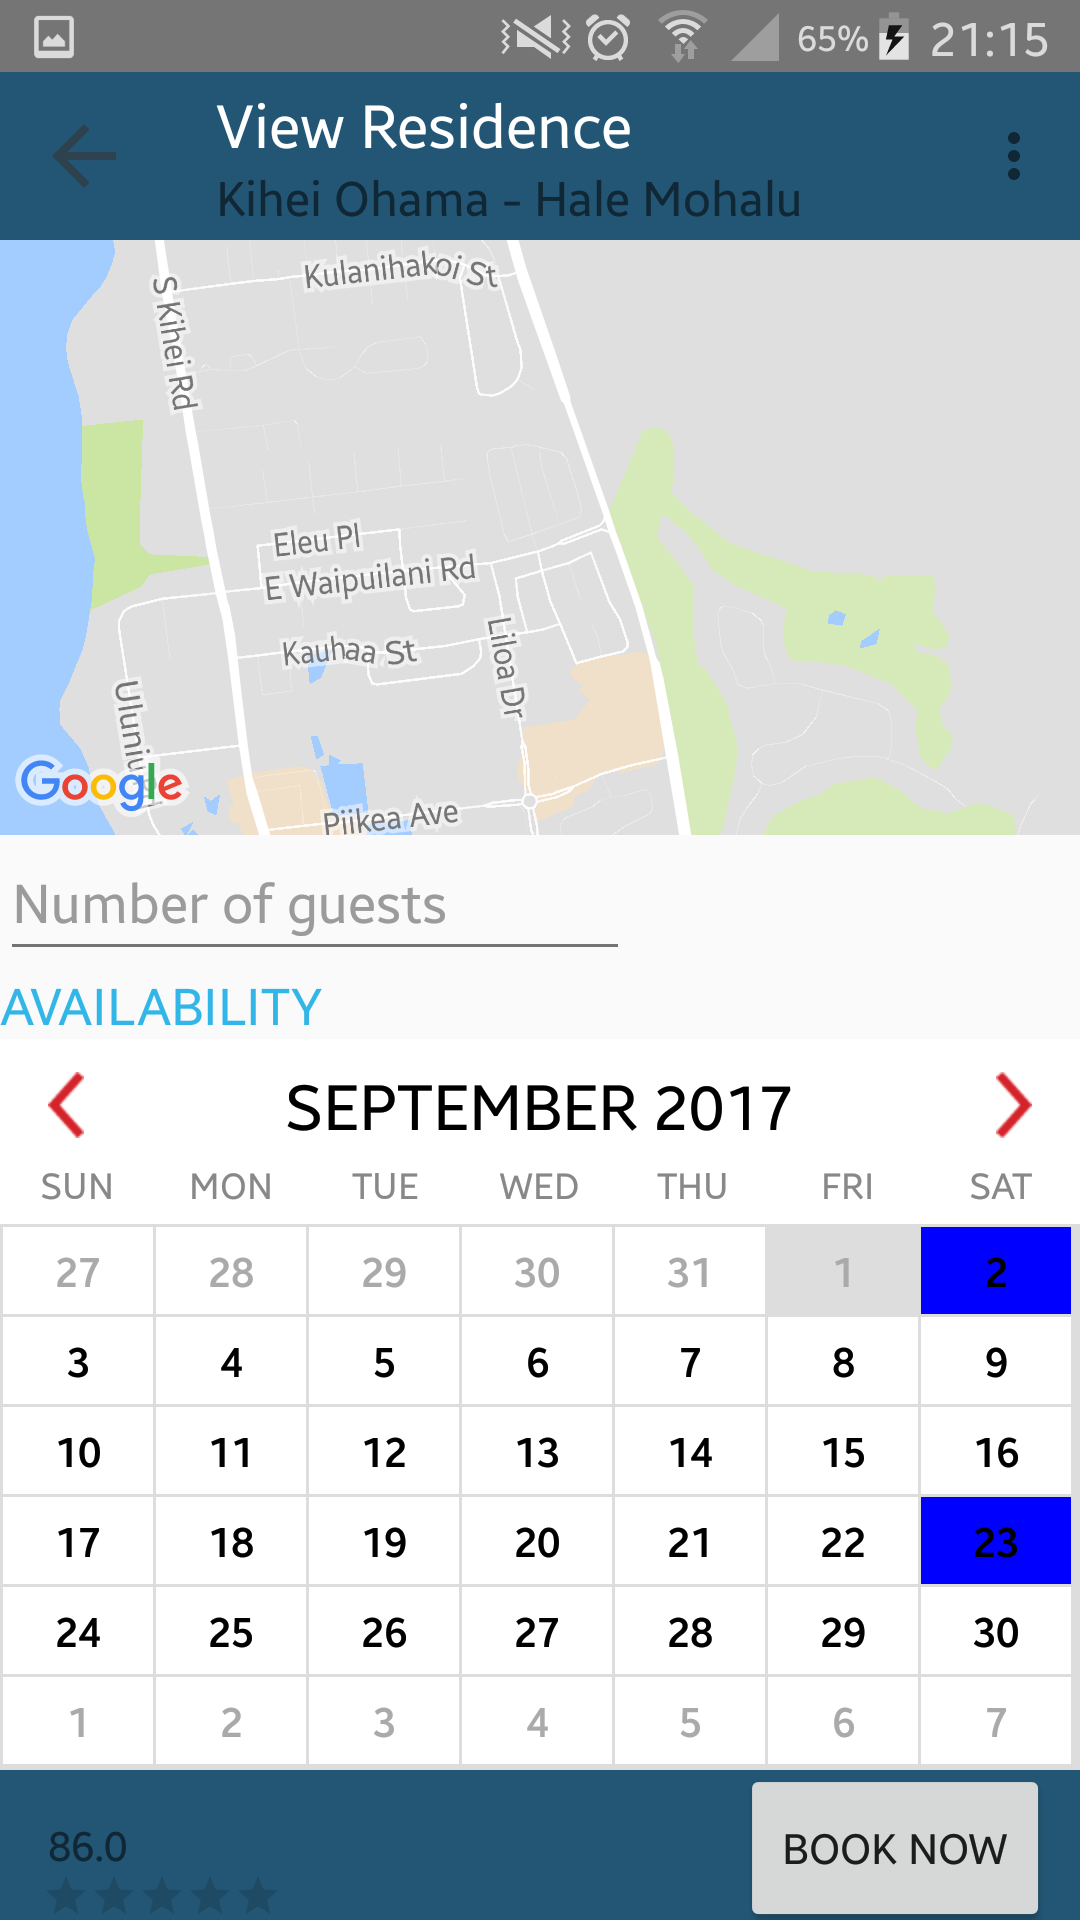 65% 21:15
View Residence
Kihei Ohama - Hale Mohalu
Kulanihakoi St
S Kihei Rd
Eleu Pl
E Waipuilani Rd
Kauhaa St
Liloa Dr
Google
Piikea Ave
Number of guests
AVAILABILITY
SEPTEMBER 2017
SUN MON TUE WED THU FRI SAT
27 28 29 30 31 1 2
3 4 5 6 7 8 9
10 11 12 13 14 15 16
17 18 19 20 21 22 23
24 25 26 27 28 29 30
1 2 3 4 5 6 7
86.0
BOOK NOW